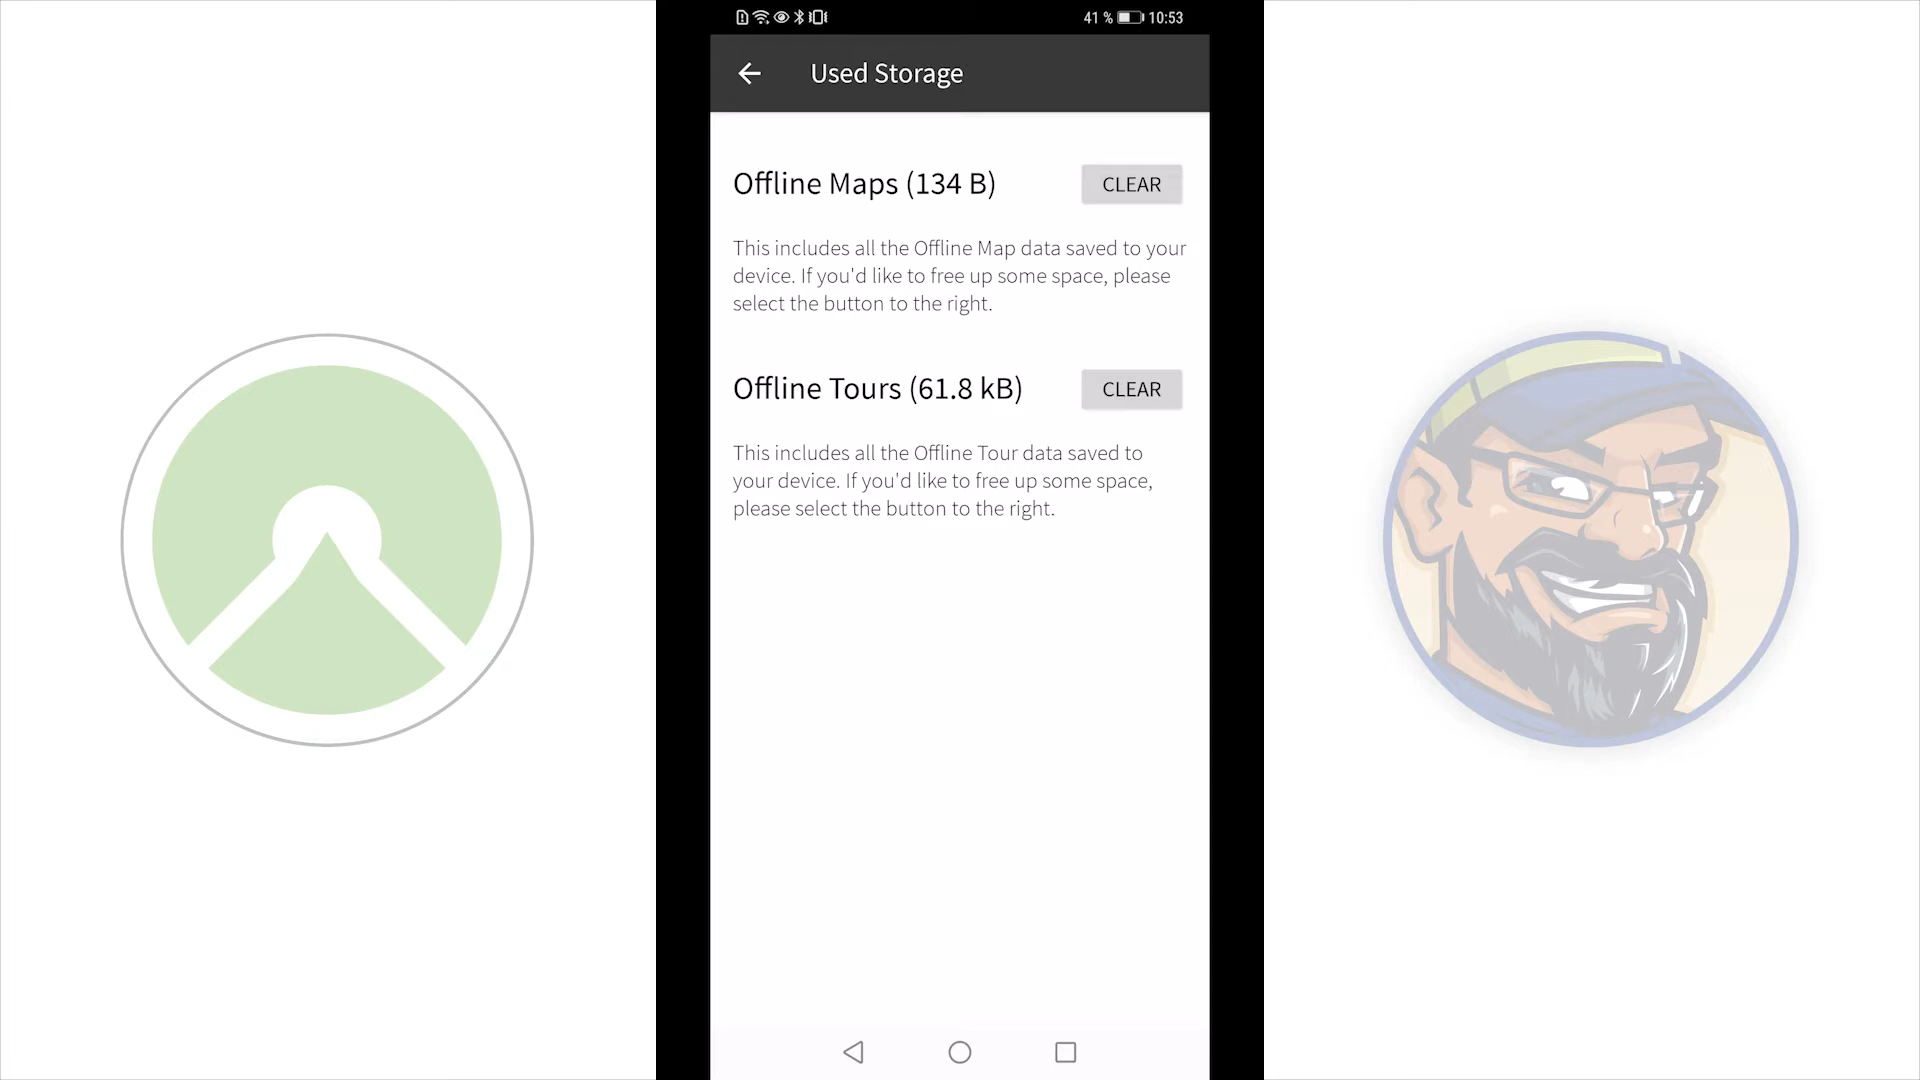 41 % 10:53
Used Storage
Offline Maps (134 B)
CLEAR
This includes all the Offline Map data saved to your
device. If you'd like to free up some space, please
select the button to the right.
Offline Tours (61.8 kB)
CLEAR
This includes all the Offline Tour data saved to
your device. If you'd like to free up some space,
please select the button to the right.